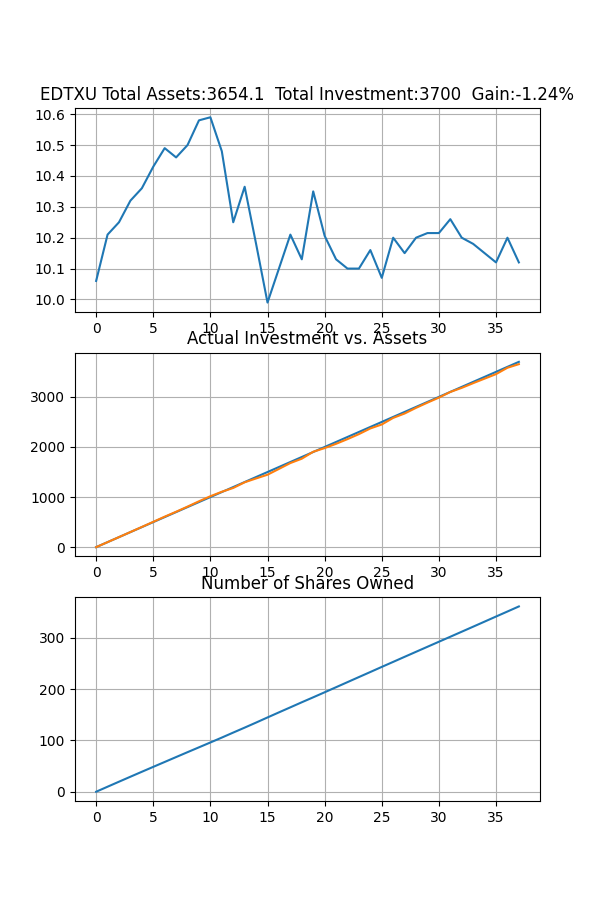 EDTXU Total Assets:3654.1  Total Investment:3700  Gain:-1.24%
10.6
10.5
10.4
10.3
10.2
10.1
10.0
0 5 10 15 20 25 30 35
Actual Investment vs. Assets
3000
2000
1000
0
0 5 10 15 20 25 30 35
Number of Shares Owned
300
200
100
0
0 5 10 15 20 25 30 35